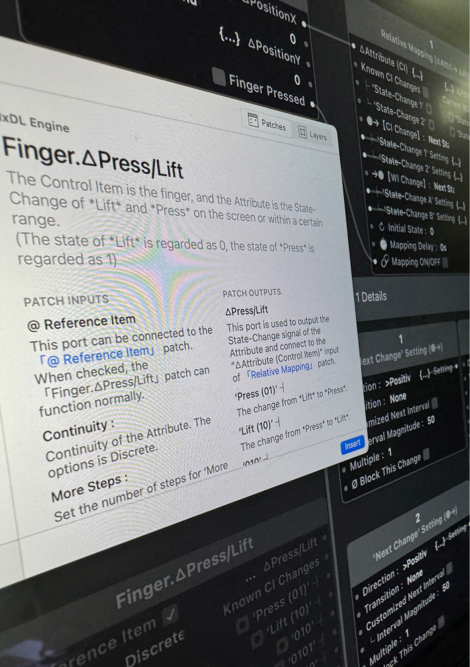 ΔPositionX
0
{...} ΔPositionY
0
Finger Pressed
1
Relative Mapping
ΔAttribute (CI) {...}
Known CI Changes
'State-Change 1'
'State-Change 2'
[CI Change] : Next
'State-Change 1' Setting
'State-Change 2' Setting
[WI Change] : Next
'State-Change A' Setting
'State-Change B' Setting
Initial State : 0
Mapping Delay : 0s
Mapping ON/OFF
1 Details
xDL Engine
Patches
Layers
Finger.ΔPress/Lift
The Control Item is the finger, and the Attribute is the State-
Change of *Lift* and *Press* on the screen or within a certain
range.
(The state of *Lift* is regarded as 0, the state of *Press* is
regarded as 1)
PATCH INPUTS
@ Reference Item
This port can be connected to the
「@ Reference Item」 patch.
When checked, the
「Finger.ΔPress/Lift」 patch can
function normally.
Continuity :
Continuity of the Attribute. The
options is Discrete.
More Steps :
Set the number of steps for 'More
PATCH OUTPUTS
ΔPress/Lift
This port is used to output the
State-Change signal of the
Attribute and connect to the
"ΔAttribute (Control Item)" input
of 「Relative Mapping」 patch.
'Press (01)' ┤
The change from *Lift* to *Press*.
'Lift (10)' ┤
The change from *Press* to *Lift*.
'010' ┤
Insert
1
ext Change' Setting
tion : >Positiv {...}
ition : None
omized Next Interval
erval Magnitude : 50
Multiple : 1
Ø Block This Change
2
'Next Change' Setting
Direction : >Positiv {...}
Transition : None
Customized Next Interval
Interval Magnitude : 50
Multiple : 1
Block This Change
Finger.ΔPress/Lift
... ΔPress/Lift
erence Item
Known CI Changes
Discrete
'Press (01)' ┤
'Lift (10)' ┤
'010' ┤
'0101' ┤